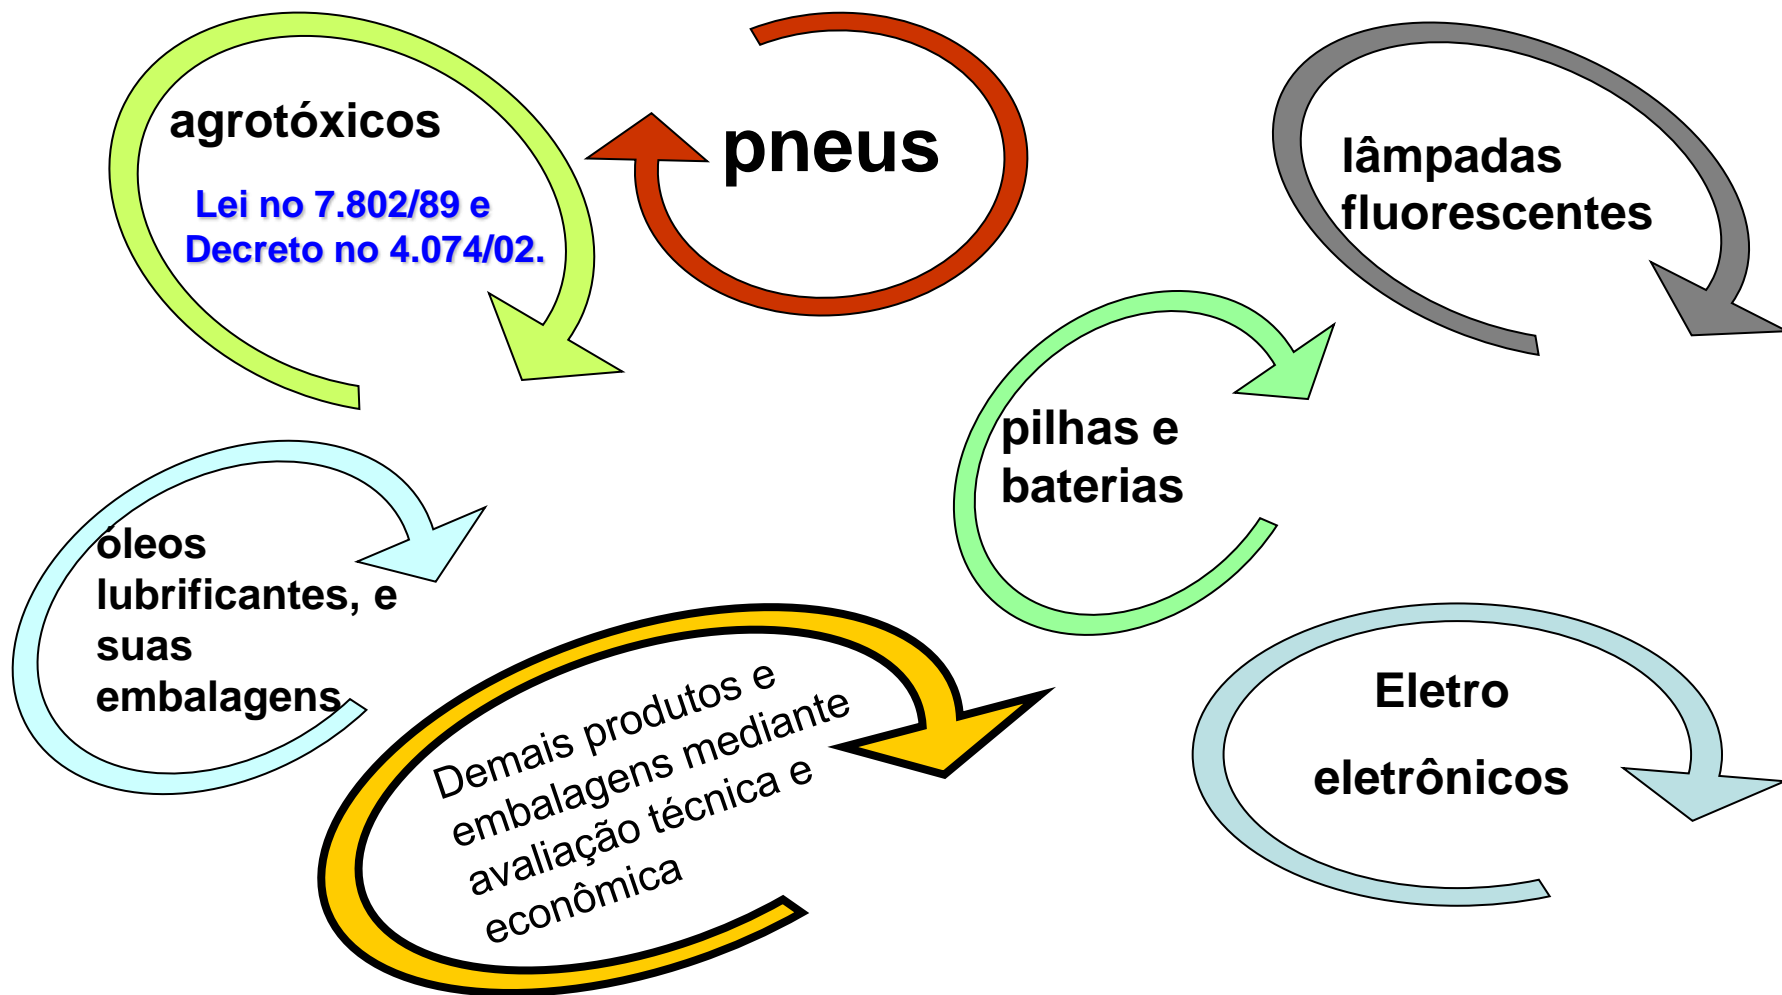 agrotóxicos
Lei no 7.802/89 e
Decreto no 4.074/02.
pneus
lâmpadas
fluorescentes
pilhas e
baterias
óleos
lubrificantes, e
suas
embalagens
Demais produtos e
embalagens mediante
avaliação técnica e
econômica
Eletro
eletrônicos